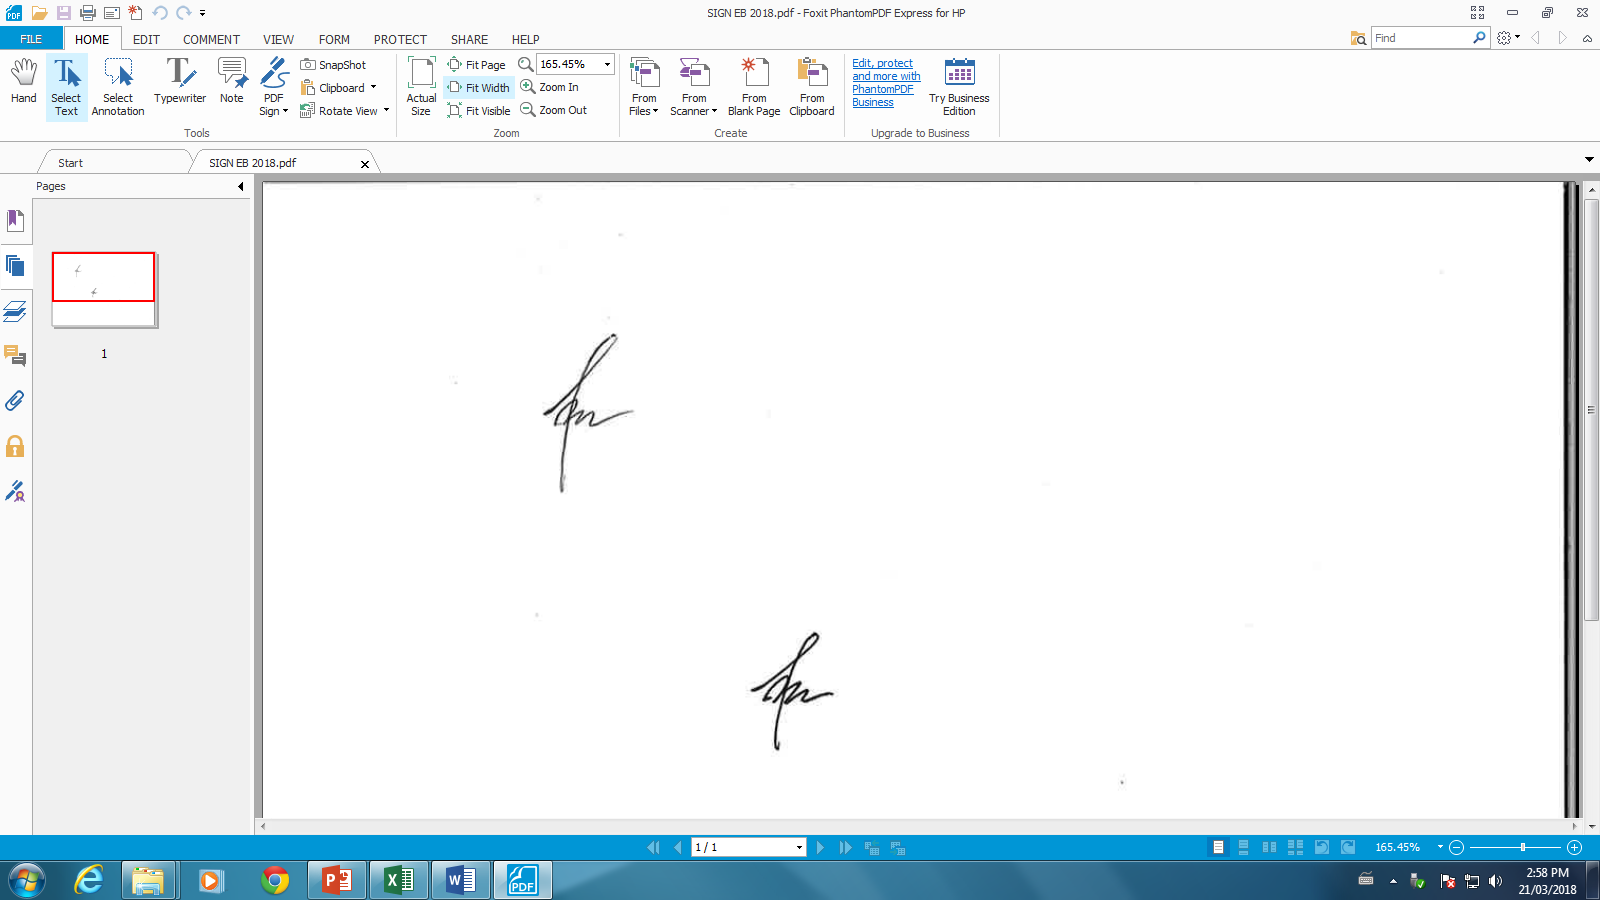 SIGN EB 2018.pdf - Foxit PhantomPDF Express for HP
FILE HOME EDIT COMMENT VIEW FORM PROTECT SHARE HELP
Find
Hand
Select Text
Select Annotation
Typewriter
Note
PDF Sign
SnapShot
Clipboard
Rotate View
Tools
Actual Size
Fit Page
Fit Width
Fit Visible
165.45%
Zoom In
Zoom Out
Zoom
From Files
From Scanner
From Blank Page
From Clipboard
Create
Edit, protect
and more with
PhantomPDF
Business
Try Business Edition
Upgrade to Business
Start
SIGN EB 2018.pdf
Pages
1
1 / 1
165.45%
PDF
2:58 PM
21/03/2018